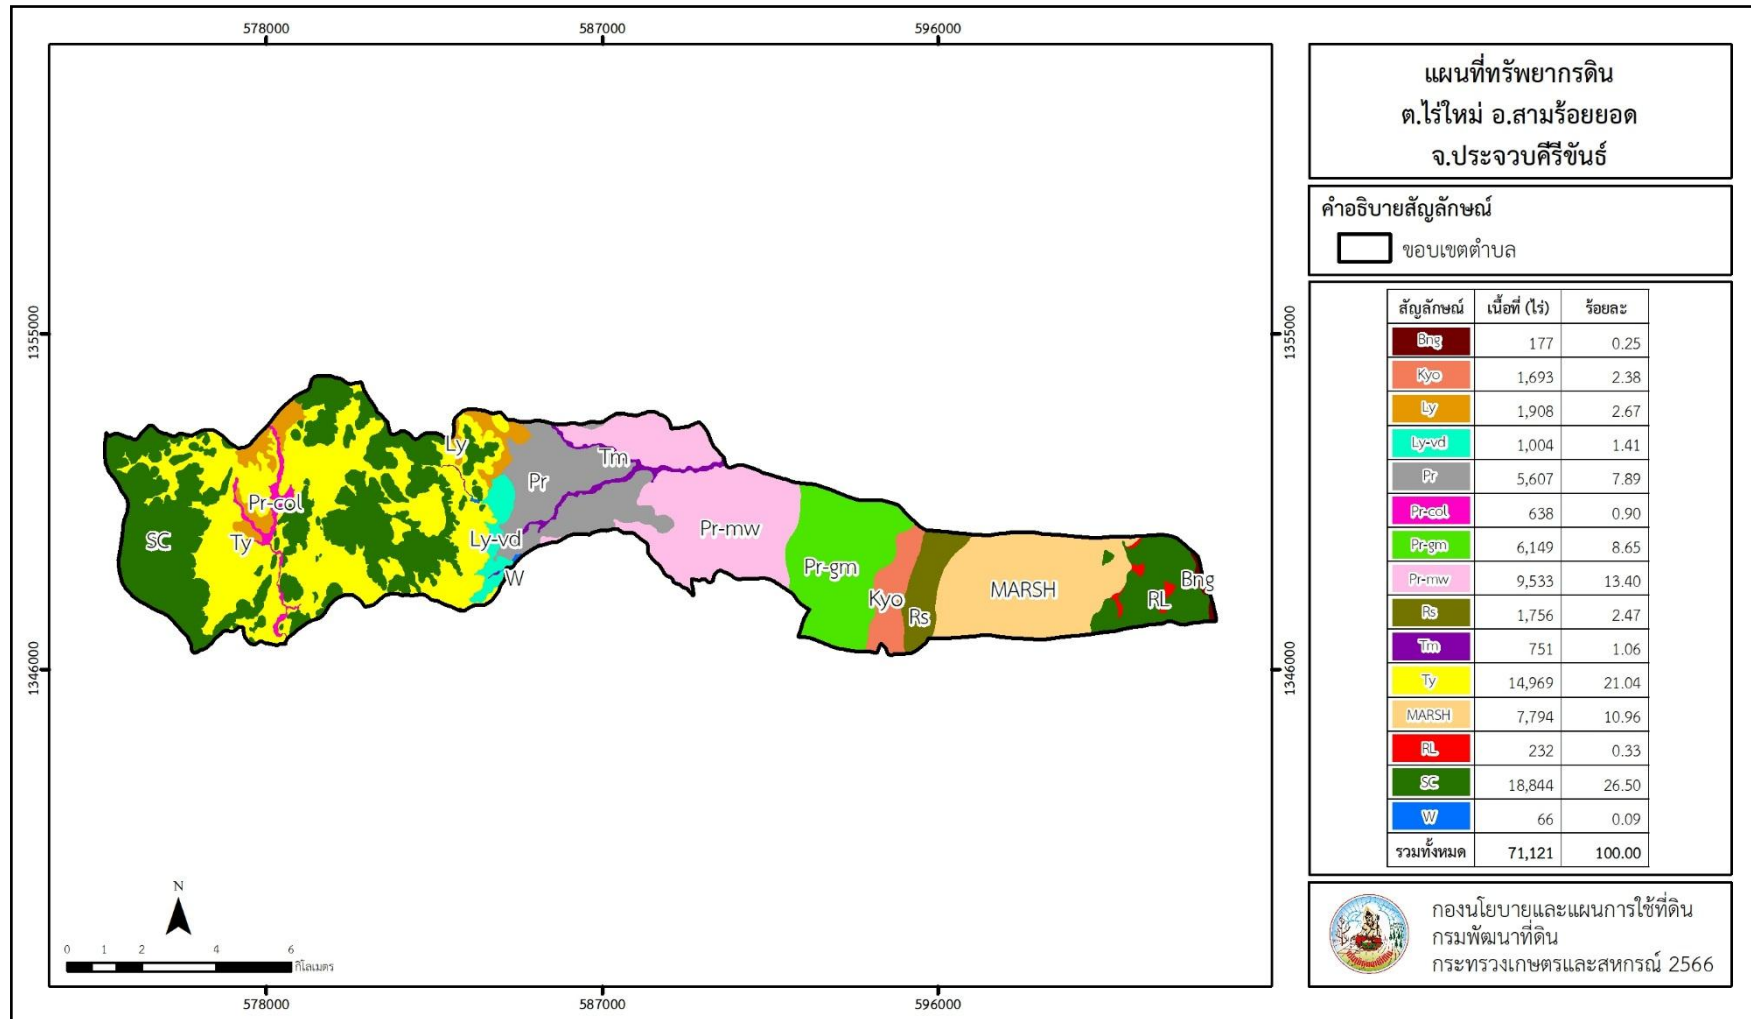 578000
587000
596000
1355000
1355000
1346000
1346000
Ly
Tm
Pr
Pr-col
SC
Ty
Ly-vd
W
Pr-mw
Pr-gm
Kyo
Rs
MARSH
RL
Bng
N
0 1 2 4 6
กิโลเมตร
578000
587000
596000
แผนที่ทรัพยากรดิน
ต.ไร่ใหม่ อ.สามร้อยยอด
จ.ประจวบคีรีขันธ์
คำอธิบายสัญลักษณ์
ขอบเขตตำบล
สัญลักษณ์ เนื้อที่ (ไร่) ร้อยละ
Bng 177 0.25
Kyo 1,693 2.38
Ly 1,908 2.67
Ly-vd 1,004 1.41
Pr 5,607 7.89
Pr-col 638 0.90
Pr-gm 6,149 8.65
Pr-mw 9,533 13.40
Rs 1,756 2.47
Tm 751 1.06
Ty 14,969 21.04
MARSH 7,794 10.96
RL 232 0.33
SC 18,844 26.50
W 66 0.09
รวมทั้งหมด 71,121 100.00
กองนโยบายและแผนการใช้ที่ดิน
กรมพัฒนาที่ดิน
กระทรวงเกษตรและสหกรณ์ 2566